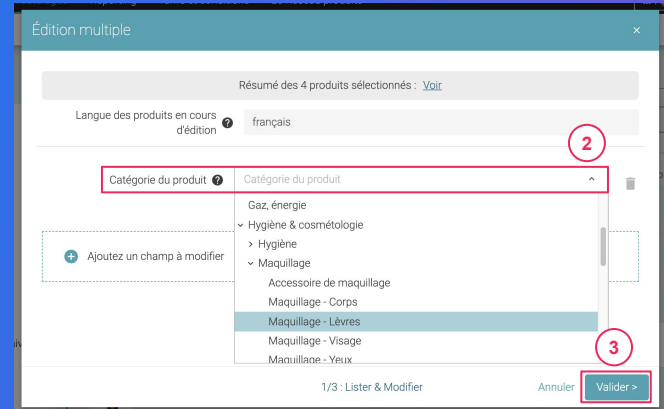 Édition multiple
×
Résumé des 4 produits sélectionnés : Voir
Langue des produits en cours
d'édition ?
français
2
Catégorie du produit ? Catégorie du produit
Gaz, énergie
Hygiène & cosmétologie
Hygiène
Maquillage
Ajoutez un champ à modifier
Accessoire de maquillage
Maquillage - Corps
Maquillage - Lèvres
Maquillage - Visage
Maquillage - Yeux
3
1/3 : Lister & Modifier
Annuler
Valider >